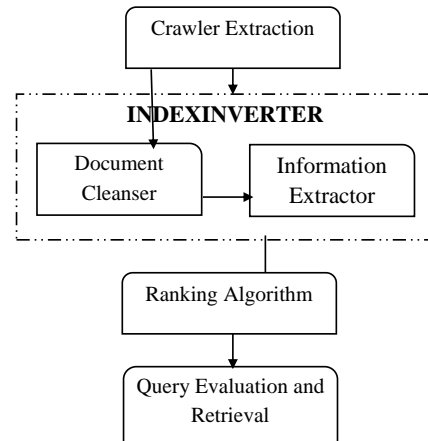 Crawler Extraction
INDEXINVERTER
Document
Cleanser
Information
Extractor
Ranking Algorithm
Query Evaluation and
Retrieval